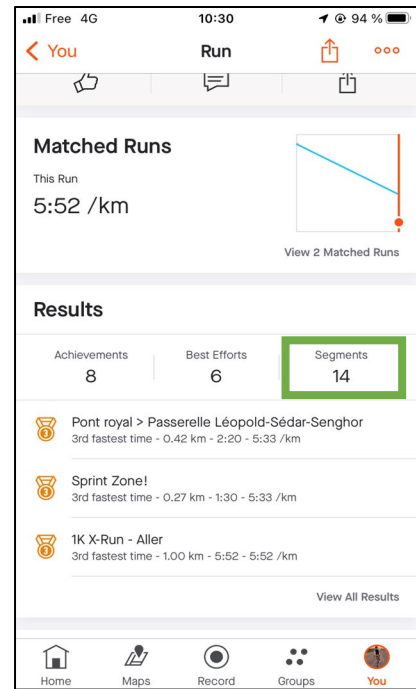 Free 4G 10:30 94 %
You Run
Matched Runs
This Run
5:52 /km
View 2 Matched Runs
Results
Achievements Best Efforts Segments
8 6 14
3 Pont royal > Passerelle Léopold-Sédar-Senghor
3rd fastest time - 0.42 km - 2:20 - 5:33 /km
3 Sprint Zone!
3rd fastest time - 0.27 km - 1:30 - 5:33 /km
3 1K X-Run - Aller
3rd fastest time - 1.00 km - 5:52 - 5:52 /km
View All Results
Home Maps Record Groups You